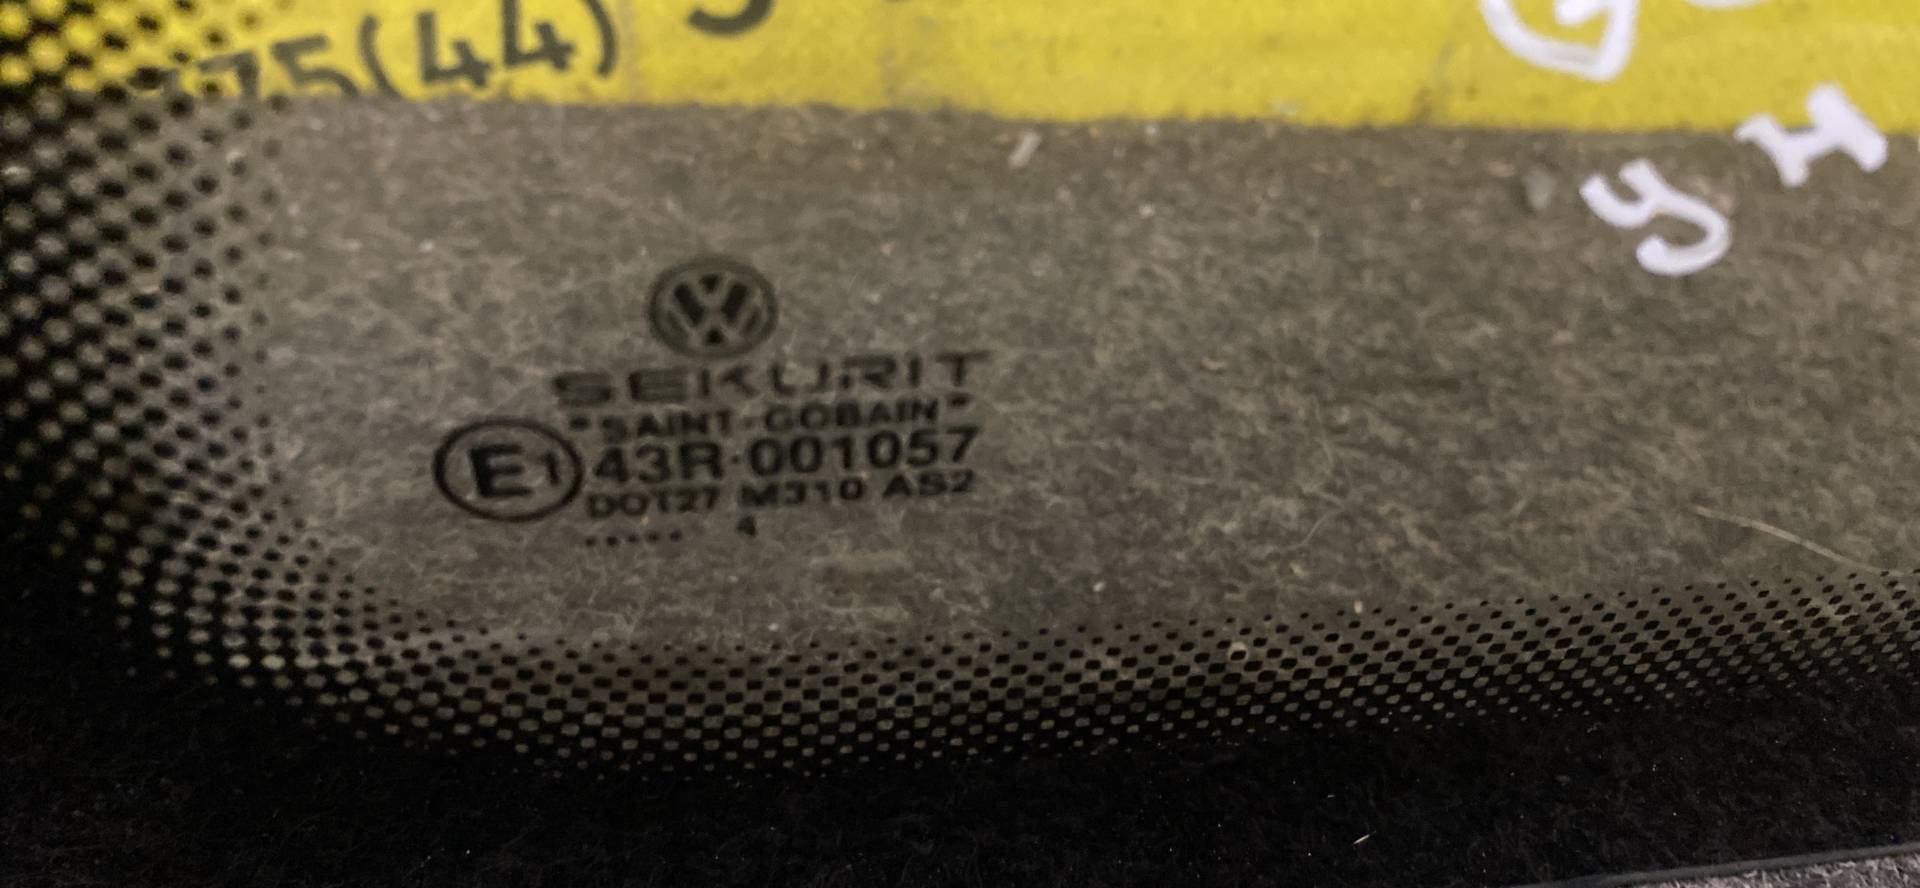 75(44)
SEKURIT
"SAINT-GOBAIN"
E1 43R-001057
DOT27 M310 AS2
..... 4